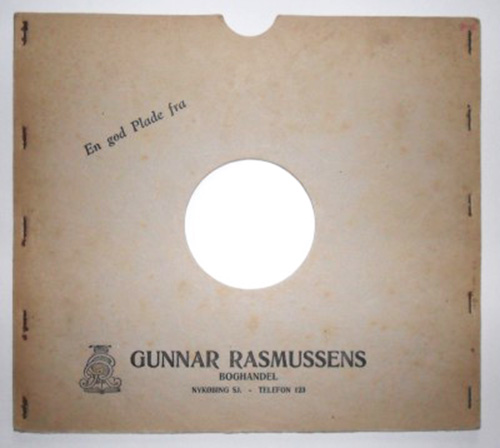 En god Plade fra
GUNNAR RASMUSSENS
BOGHANDEL
NYKØBING SJ. - TELEFON 123